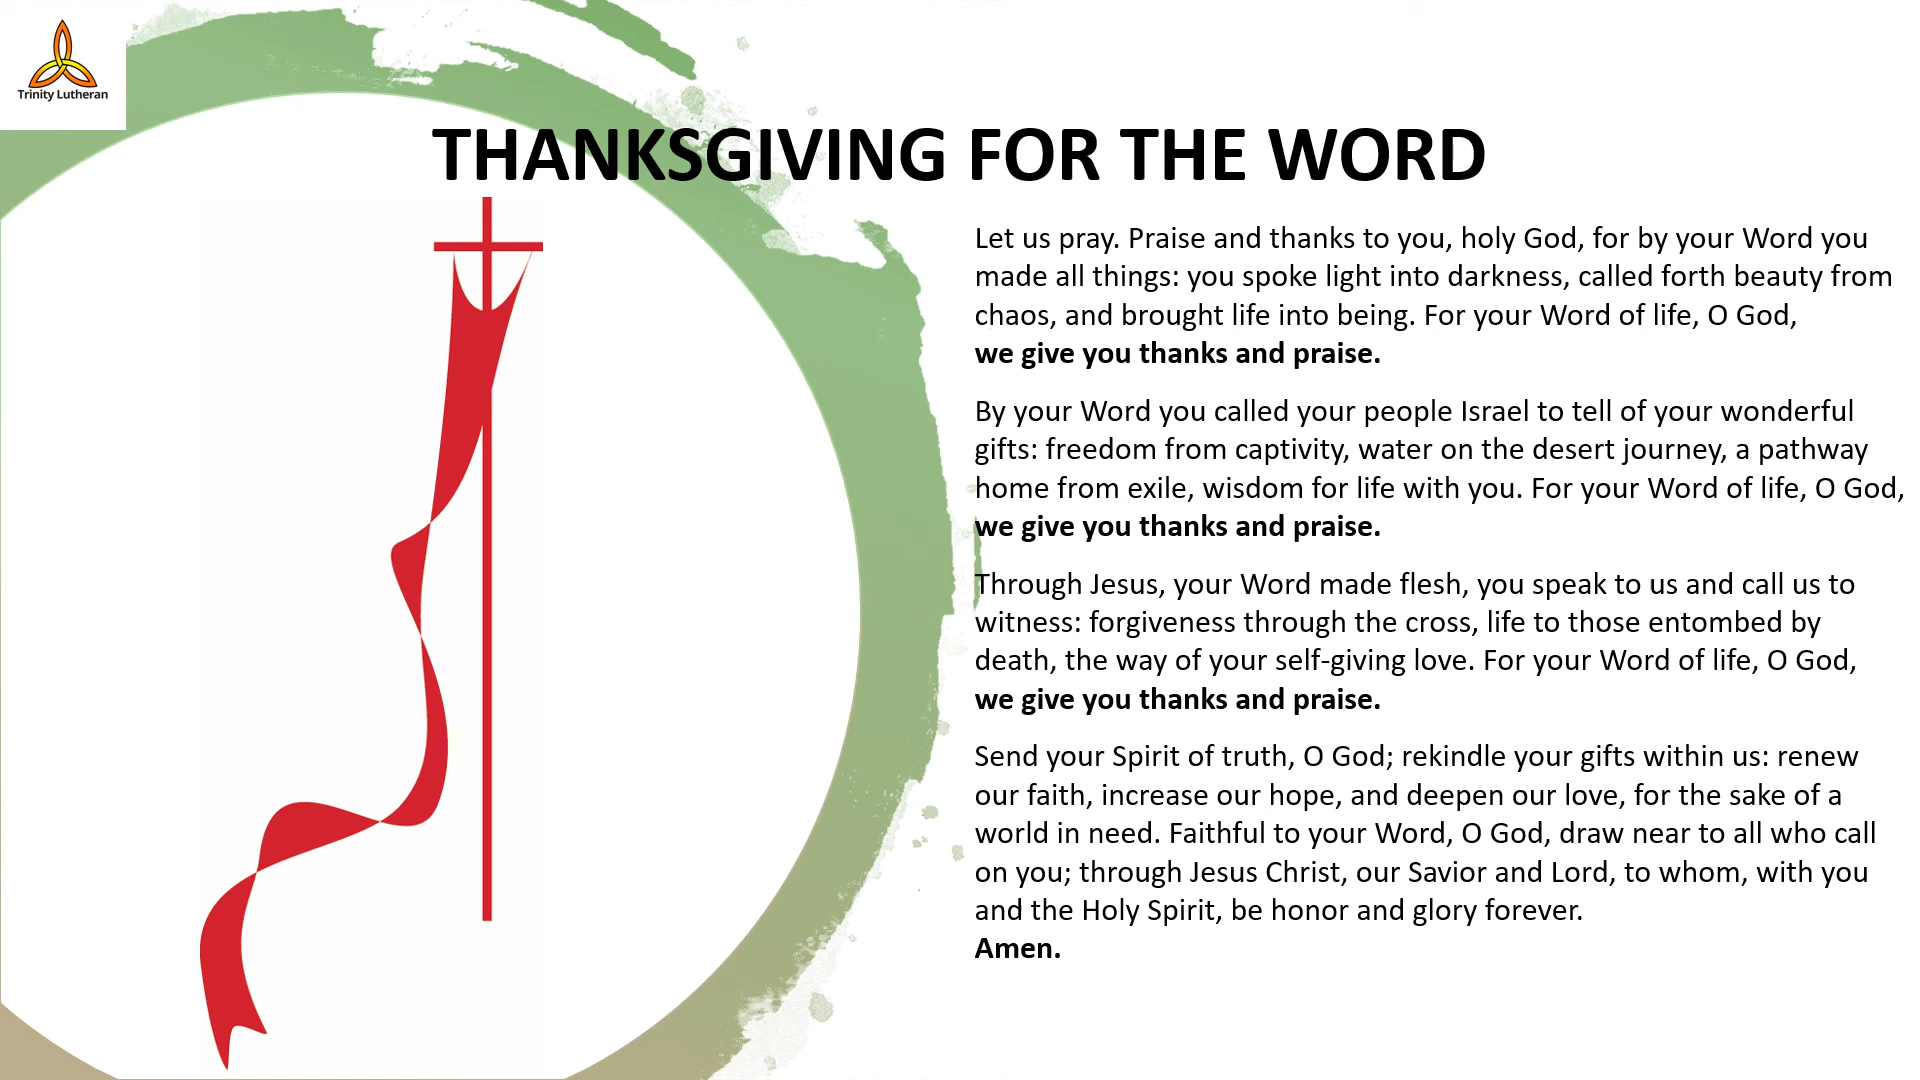 Trinity Lutheran
THANKSGIVING FOR THE WORD
Let us pray. Praise and thanks to you, holy God, for by your Word you
made all things: you spoke light into darkness, called forth beauty from
chaos, and brought life into being. For your Word of life, O God,
we give you thanks and praise.
By your Word you called your people Israel to tell of your wonderful
gifts: freedom from captivity, water on the desert journey, a pathway
home from exile, wisdom for life with you. For your Word of life, O God,
we give you thanks and praise.
Through Jesus, your Word made flesh, you speak to us and call us to
witness: forgiveness through the cross, life to those entombed by
death, the way of your self-giving love. For your Word of life, O God,
we give you thanks and praise.
Send your Spirit of truth, O God; rekindle your gifts within us: renew
our faith, increase our hope, and deepen our love, for the sake of a
world in need. Faithful to your Word, O God, draw near to all who call
on you; through Jesus Christ, our Savior and Lord, to whom, with you
and the Holy Spirit, be honor and glory forever.
Amen.